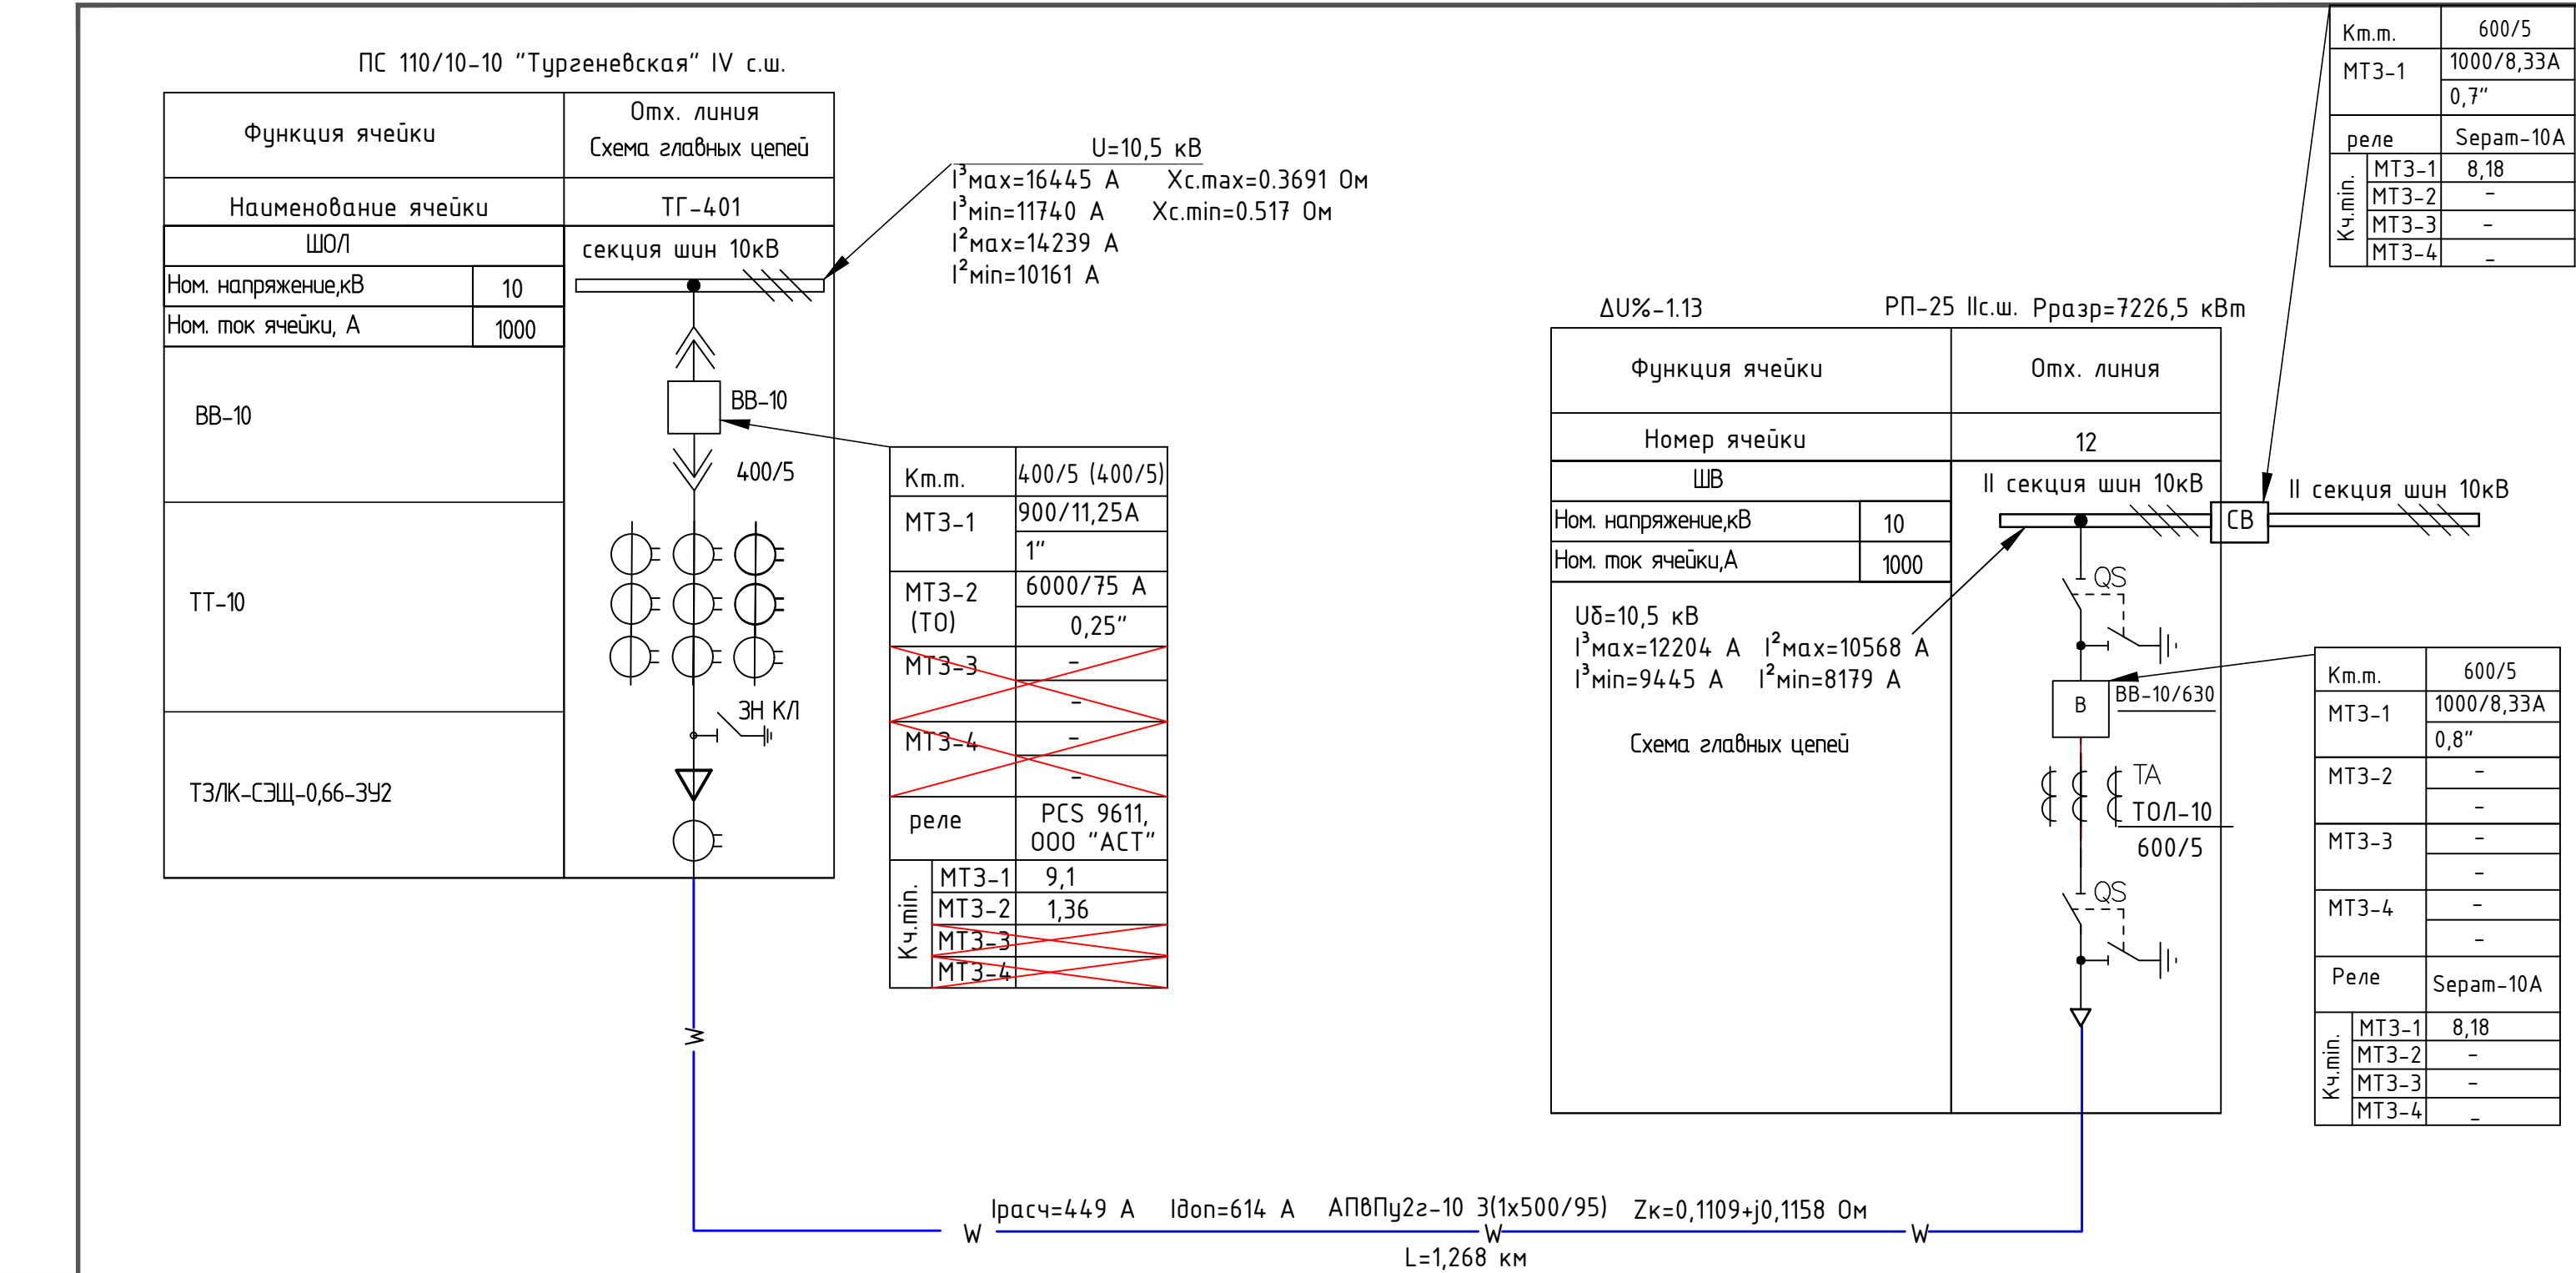 ПС 110/10-10 "Тургеневская" IV с.ш.
Функция ячейки
Отх. линия
Схема главных цепей
Наименование ячейки
ТГ-401
ШОЛ
Ном. напряжение,кВ
10
Ном. ток ячейки, А
1000
секция шин 10кВ
ВВ-10
ВВ-10
400/5
ТТ-10
ЗН КЛ
ТЗЛК-СЭЩ-0,66-ЗУ2
U=10,5 кВ
I³мах=16445 А Хс.max=0.3691 Ом
I³min=11740 А Хс.min=0.517 Ом
I²мах=14239 А
I²min=10161 А
Кт.т.
400/5 (400/5)
МТЗ-1
900/11,25А
1"
МТЗ-2
(ТО)
6000/75 А
0,25"
МТЗ-3
-
-
МТЗ-4
-
-
реле
PCS 9611,
ООО "АСТ"
Кч.min.
МТЗ-1
9,1
МТЗ-2
1,36
МТЗ-3
МТЗ-4
W
Iрасч=449 А Iдоп=614 А АПвПу2г-10 3(1х500/95) Zк=0,1109+j0,1158 Ом
W
W
W
L=1,268 км
ΔU%-1.13
РП-25 IIс.ш. Рразр=7226,5 кВт
Функция ячейки
Отх. линия
Номер ячейки
12
ШВ
Ном. напряжение,кВ
10
Ном. ток ячейки,А
1000
Uб=10,5 кВ
I³мах=12204 А I²мах=10568 А
I³min=9445 А I²min=8179 А
Схема главных цепей
II секция шин 10кВ
СВ
II секция шин 10кВ
QS
В
ВВ-10/630
ТА
ТОЛ-10
600/5
QS
Кт.т.
600/5
МТЗ-1
1000/8,33А
0,7"
реле
Sepam-10A
Кч.min.
МТЗ-1
8,18
МТЗ-2
-
МТЗ-3
-
МТЗ-4
-
Кт.т.
600/5
МТЗ-1
1000/8,33А
0,8"
МТЗ-2
-
-
МТЗ-3
-
-
МТЗ-4
-
-
Реле
Sepam-10A
Кч.min.
МТЗ-1
8,18
МТЗ-2
-
МТЗ-3
-
МТЗ-4
-